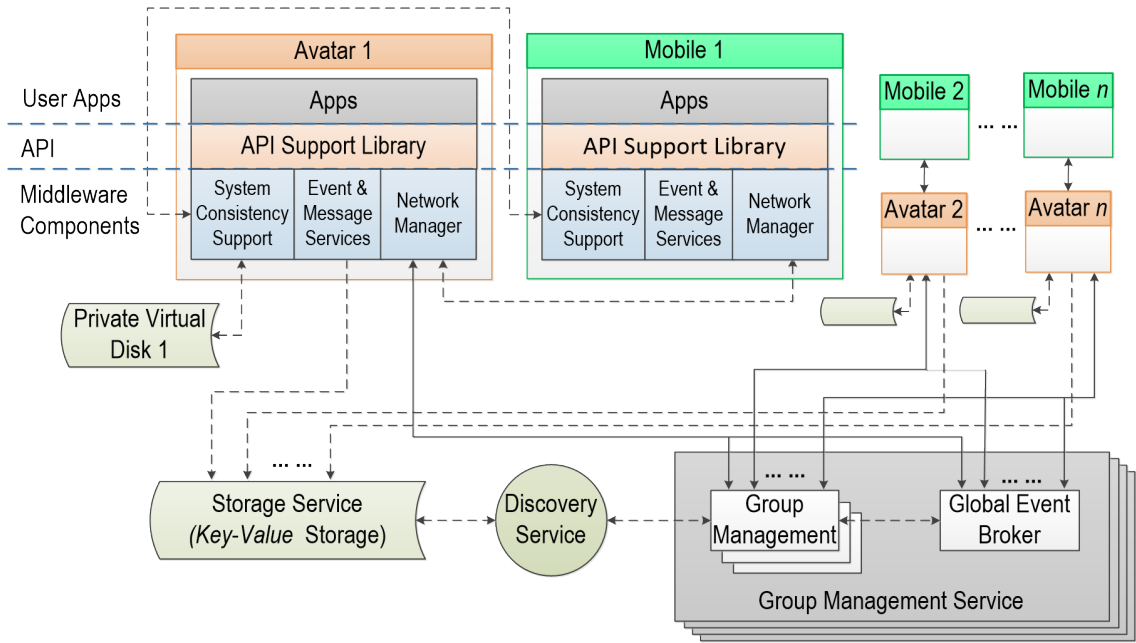 Avatar 1
Mobile 1
Mobile 2
Mobile n
... ...
User Apps
Apps
Apps
API
API Support Library
API Support Library
Middleware
Components
System
Consistency
Support
Event &
Message
Services
Network
Manager
System
Consistency
Support
Event &
Message
Services
Network
Manager
Avatar 2
Avatar n
... ...
Private Virtual
Disk 1
... ...
Storage Service
(Key-Value Storage)
Discovery
Service
... ...
Group
Management
... ...
Global Event
Broker
Group Management Service